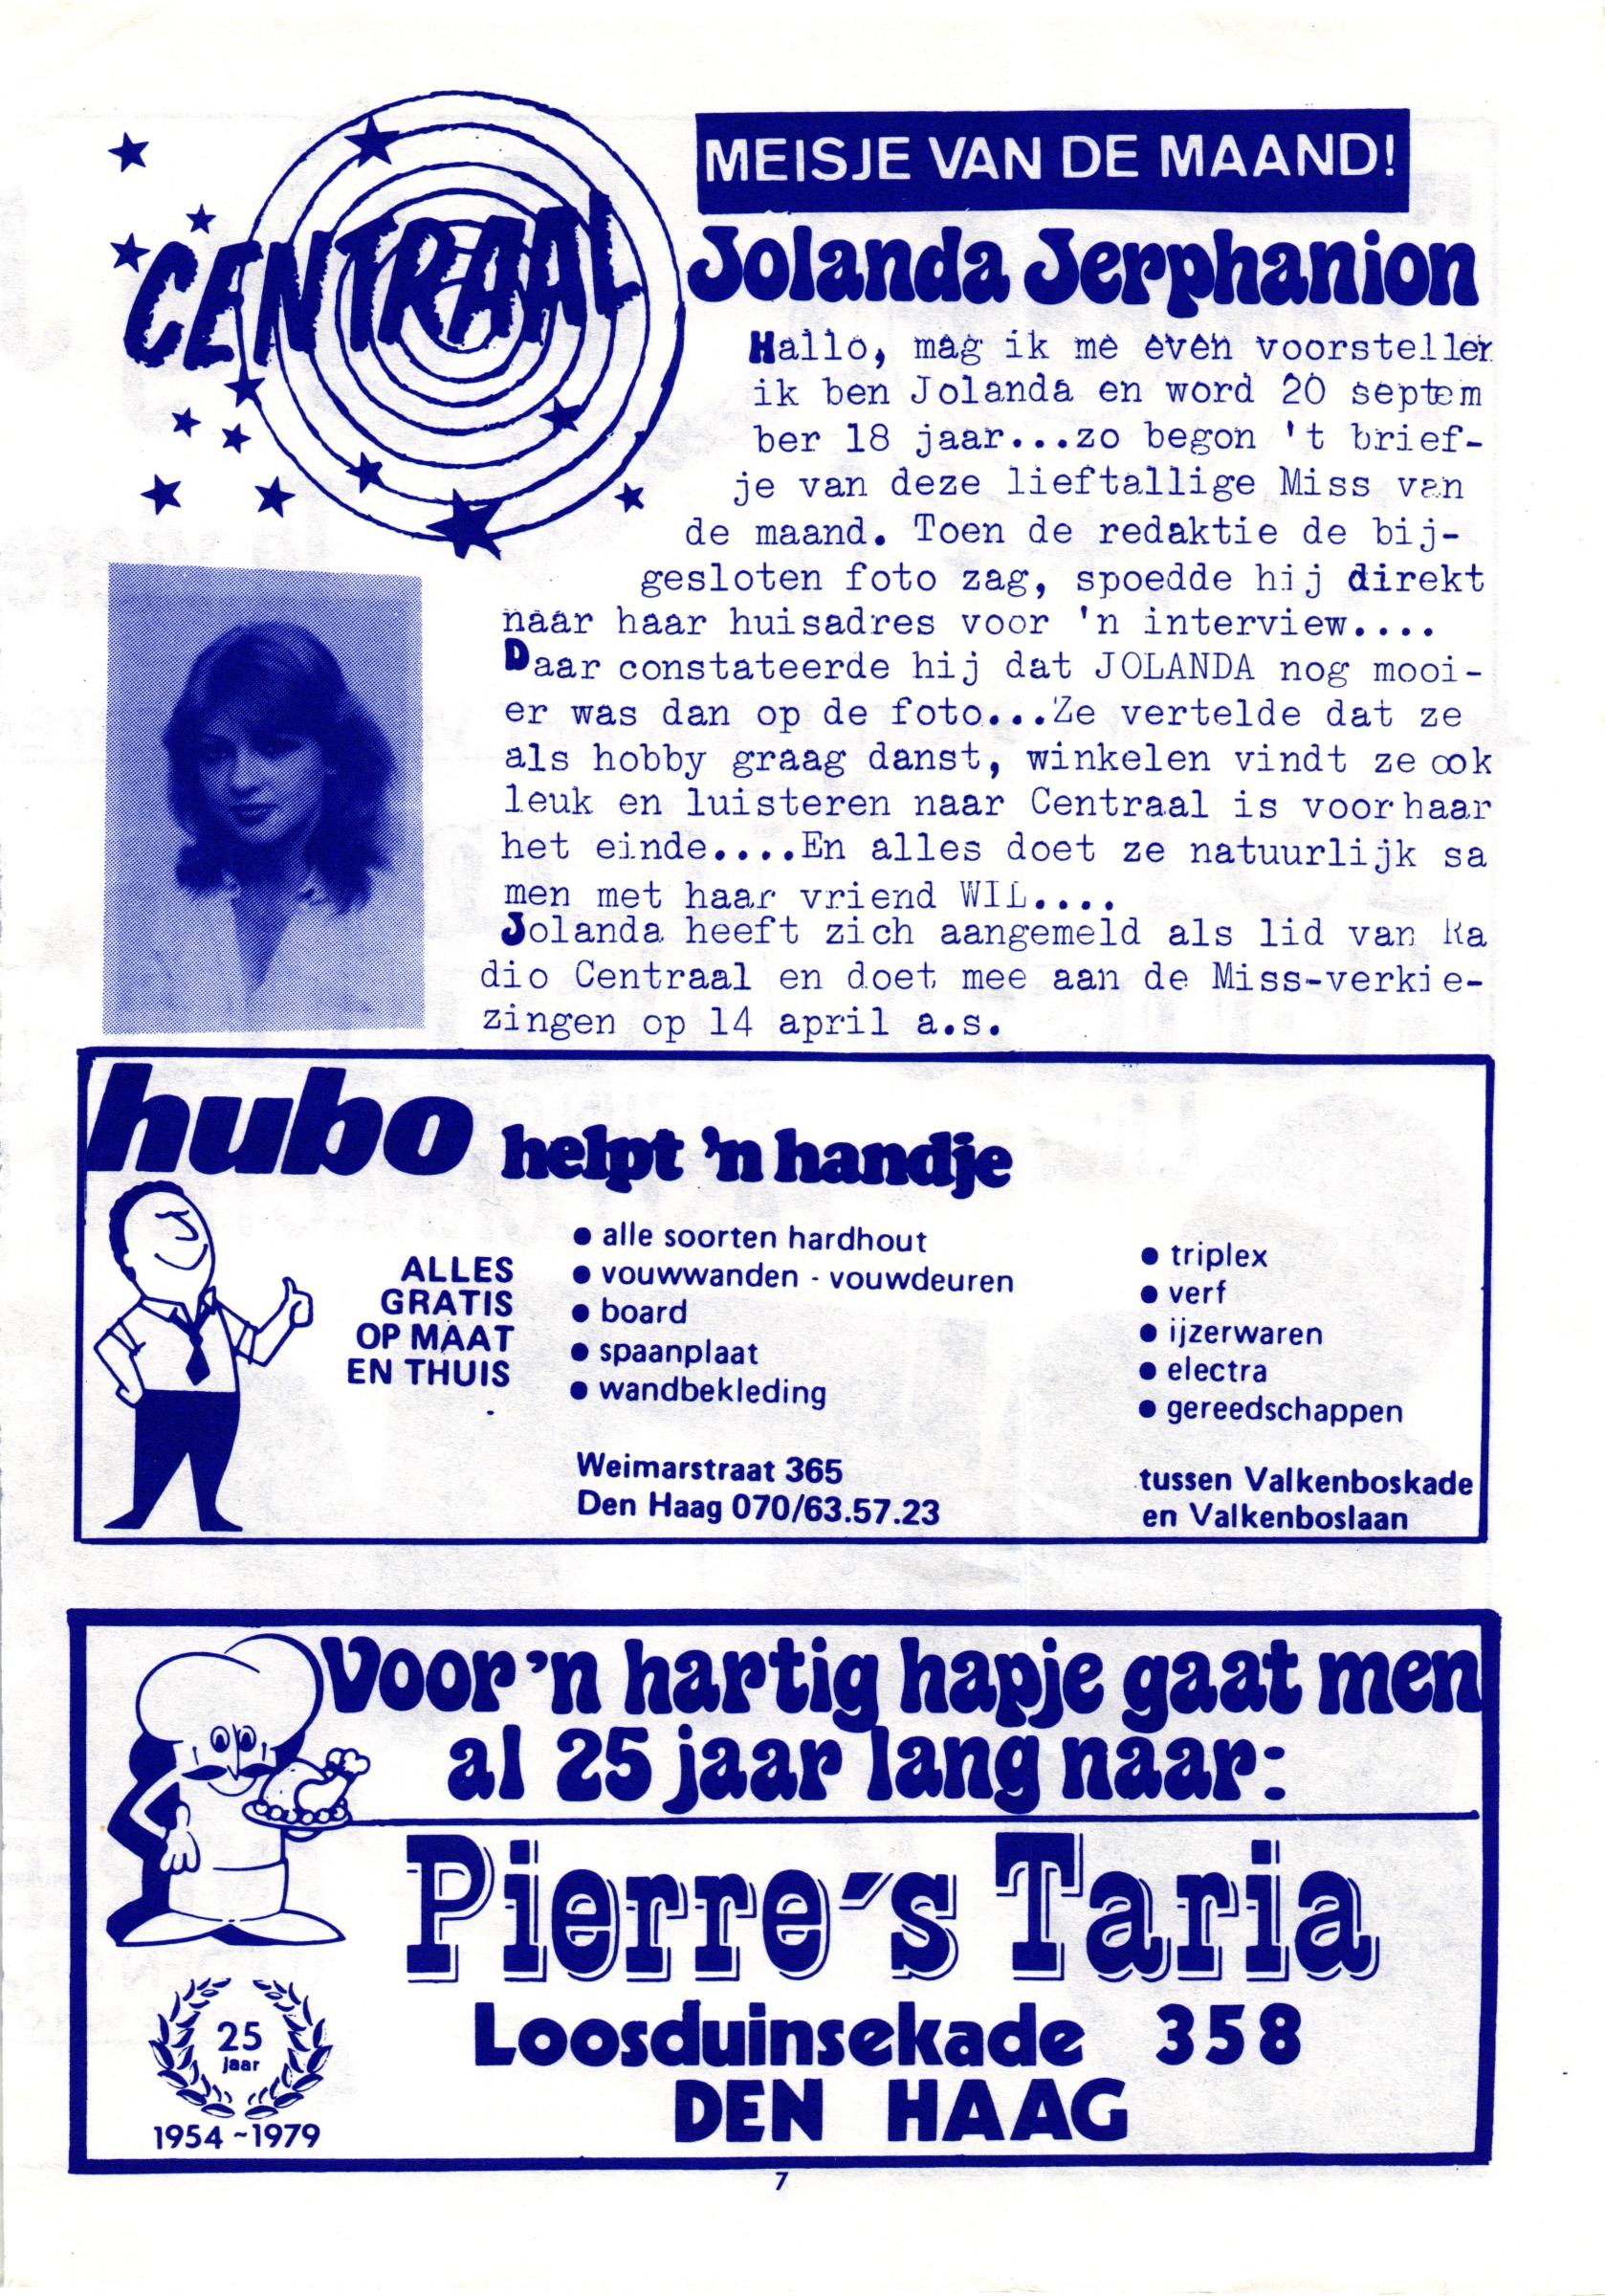 CENTRAAL
MEISJE VAN DE MAAND!
Jolanda Jerphanion
Hallo, mag ik me even voorstellen
ik ben Jolanda en word 20 septem
ber 18 jaar...zo begon 't brief-
je van deze lieftallige Miss van
de maand. Toen de redaktie de bij-
gesloten foto zag, spoedde hij direkt
naar haar huisadres voor 'n interview....
Daar constateerde hij dat JOLANDA nog mooi-
er was dan op de foto...Ze vertelde dat ze
als hobby graag danst, winkelen vindt ze ook
leuk en luisteren naar Centraal is voor haar
het einde....En alles doet ze natuurlijk sa
men met haar vriend WIL....
Jolanda heeft zich aangemeld als lid van Ra
dio Centraal en doet mee aan de Miss-verkie-
zingen op 14 april a.s.
hubo helpt 'n handje
ALLES
GRATIS
OP MAAT
EN THUIS
• alle soorten hardhout
• vouwwanden - vouwdeuren
• board
• spaanplaat
• wandbekleding
• triplex
• verf
• ijzerwaren
• electra
• gereedschappen
Weimarstraat 365
Den Haag 070/63.57.23
tussen Valkenboskade
en Valkenboslaan
Voor 'n hartig hapje gaat men
al 25 jaar lang naar:
Pierre's Taria
Loosduinsekade 358
DEN HAAG
25
jaar
1954 ~1979
7